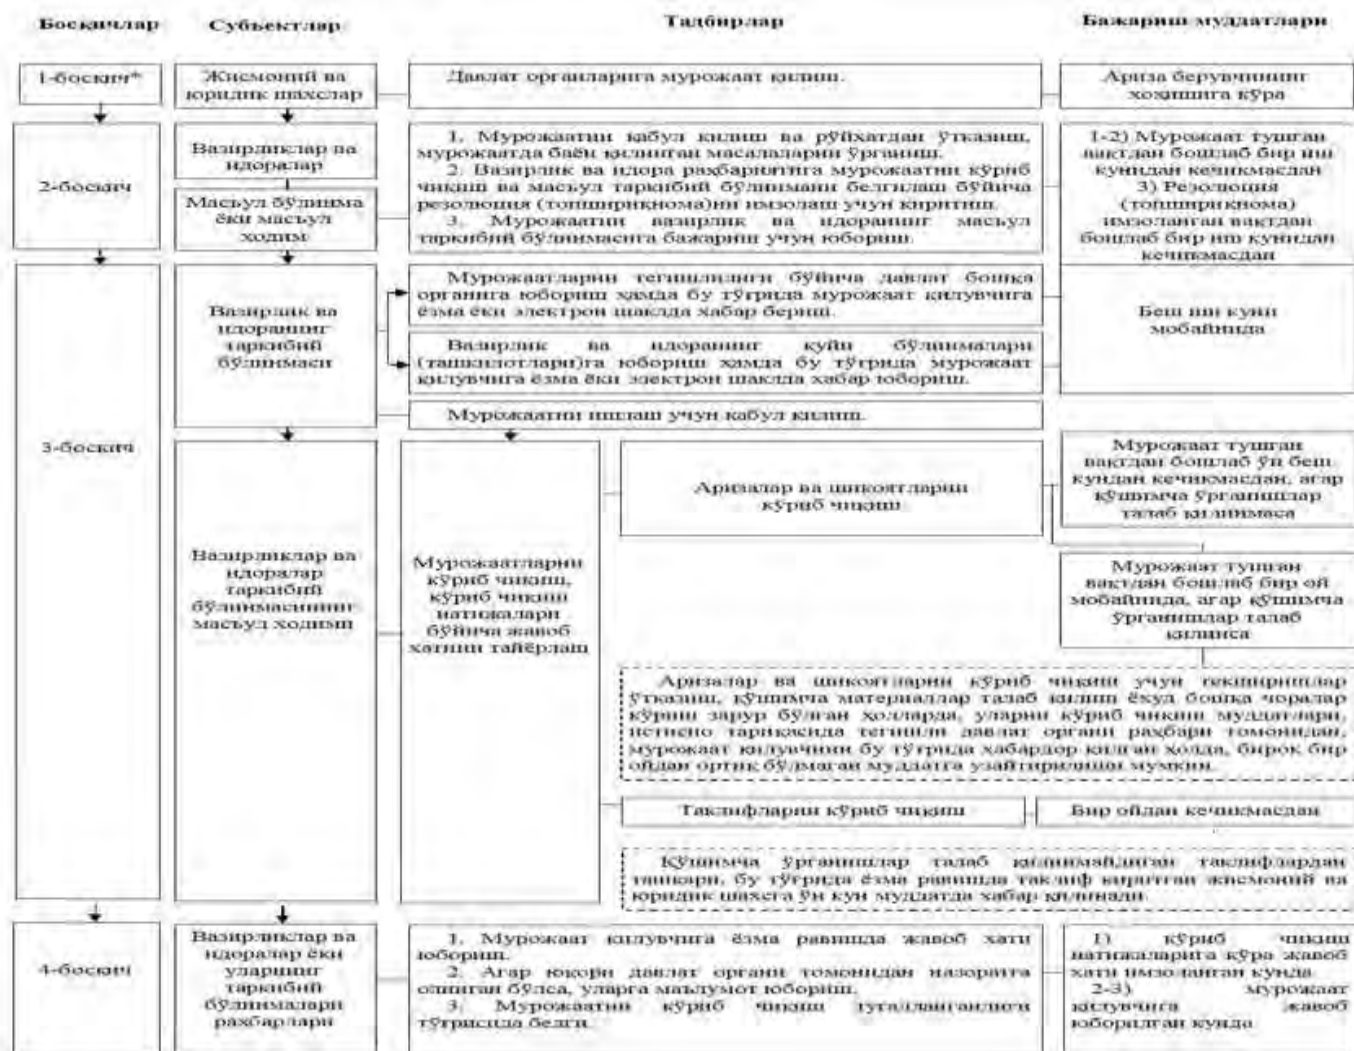 Босқичлар
Субъектлар
Тадбирлар
Бажариш муддатлари
1-босқич*
Жисмоний ва
юридик шахслар
Давлат органларига мурожаат қилиш.
Ариза берувчининг
хоҳишига кўра
2-босқич
Вазирликлар ва
идоралар
Масъул бўлинма
ёки масъул
ходим
1. Мурожаатни қабул қилиш ва рўйхатдан ўтказиш,
мурожаатда баён қилинган масалаларни ўрганиш.
2. Вазирлик ва идора раҳбариятига мурожаатни кўриб
чиқиш ва масъул таркибий бўлинмани белгилаш бўйича
резолюция (топшириқнома)ни имзолаш учун киритиш.
3. Мурожаатни вазирлик ва идоранинг масъул
таркибий бўлинмасига бажариш учун юбориш.
1-2) Мурожаат тушган
вақтдан бошлаб бир иш
кунидан кечикмасдан
3) Резолюция
(топшириқнома)
имзоланган вақтдан
бошлаб бир иш кунидан
кечикмасдан
3-босқич
Вазирлик ва
идоранинг
таркибий
бўлинмаси
Мурожаатларни тегишлилиги бўйича давлат бошқа
органига юбориш ҳамда бу тўғрида мурожаат қилувчига
ёзма ёки электрон шаклда хабар бериш.
Вазирлик ва идоранинг қуйи бўлинмалари
(ташкилотлари)га юбориш ҳамда бу тўғрида мурожаат
қилувчига ёзма ёки электрон шаклда хабар юбориш.
Беш иш куни
мобайнида
Мурожаатни ишлаш учун қабул қилиш.
Вазирликлар ва
идоралар
таркибий
бўлинмасининг
масъул ходими
Мурожаатларни
кўриб чиқиш,
кўриб чиқиш
натижалари
бўйича жавоб
хатини тайёрлаш
Аризалар ва шикоятларни
кўриб чиқиш
Мурожаат тушган
вақтдан бошлаб ўн беш
кундан кечикмасдан, агар
қўшимча ўрганишлар
талаб қилинмаса
Мурожаат тушган
вақтдан бошлаб бир ой
мобайнида, агар қўшимча
ўрганишлар талаб
қилинса
Аризалар ва шикоятларни кўриб чиқиш учун текширишлар
ўтказиш, қўшимча материаллар талаб қилиш ёхуд бошқа чоралар
кўриш зарур бўлган ҳолларда, уларни кўриб чиқиш муддатлари,
истисно тариқасида тегишли давлат органи раҳбари томонидан,
мурожаат қилувчини бу тўғрида хабардор қилган ҳолда, бироқ бир
ойдан ортиқ бўлмаган муддатга узайтирилиши мумкин.
Таклифларни кўриб чиқиш
Бир ойдан кечикмасдан
Қўшимча ўрганишлар талаб қилинмайдиган таклифлардан
ташқари, бу тўғрида ёзма равишда таклиф киритган жисмоний ва
юридик шахсга ўн кун муддатда хабар қилинади
4-босқич
Вазирликлар ва
идоралар ёки
уларнинг
таркибий
бўлинмалари
раҳбарлари
1. Мурожаат қилувчига ёзма равишда жавоб хати
юбориш.
2. Агар юқори давлат органи томонидан назоратга
олинган бўлса, уларга маълумот юбориш.
3. Мурожаатни кўриб чиқиш тугалланганлиги
тўғрисида белги
1) кўриб чиқиш
натижаларига кўра жавоб
хати имзоланган кунда
2-3) мурожаат
қилувчига жавоб
юборилган кунда